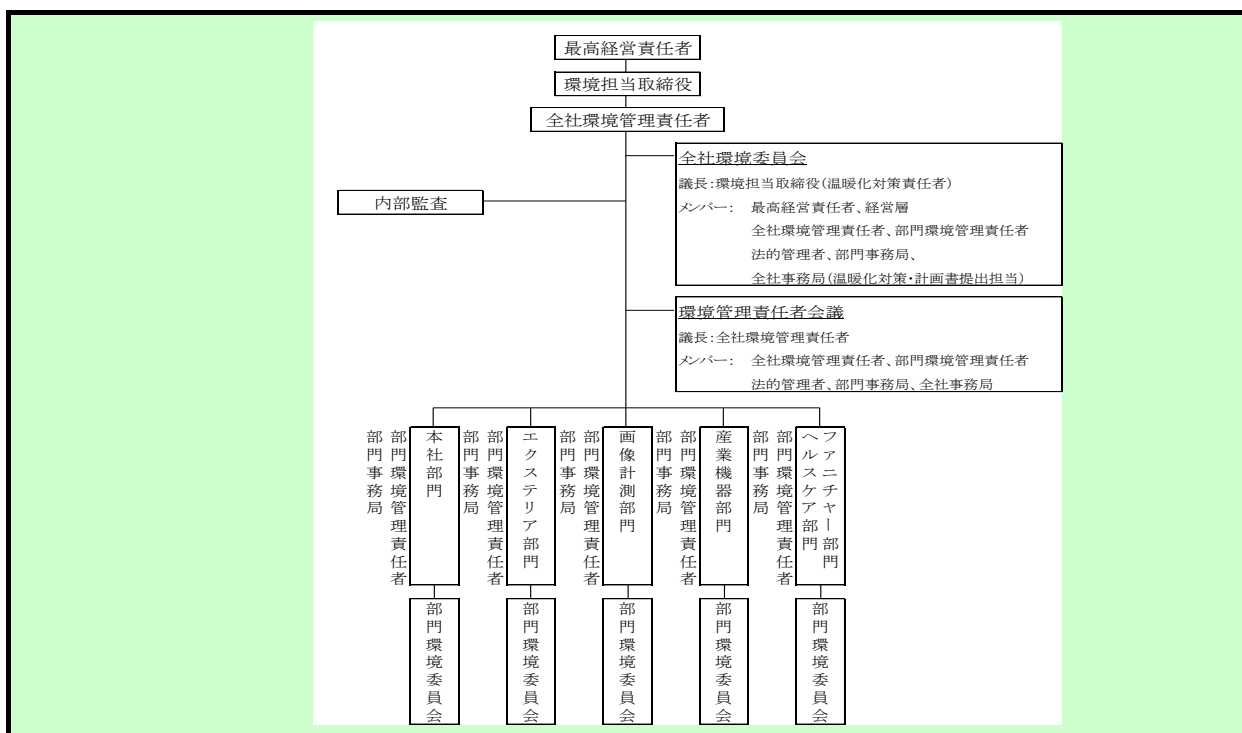 最高経営責任者
環境担当取締役
全社環境管理責任者
全社環境委員会
議長:環境担当取締役(温暖化対策責任者)
メンバー: 最高経営責任者、経営層
全社環境管理責任者、部門環境管理責任者
法的管理者、部門事務局、
全社事務局(温暖化対策・計画書提出担当)
内部監査
環境管理責任者会議
議長:全社環境管理責任者
メンバー: 全社環境管理責任者、部門環境管理責任者
法的管理者、部門事務局、全社事務局
本社部門
部門環境管理責任者
部門事務局
エクステリア部門
部門環境管理責任者
部門事務局
画像計測部門
部門環境管理責任者
部門事務局
産業機器部門
部門環境管理責任者
部門事務局
ファニチャー部門
ヘルスケア部門
部門環境管理責任者
部門事務局
部門環境委員会
部門環境委員会
部門環境委員会
部門環境委員会
部門環境委員会